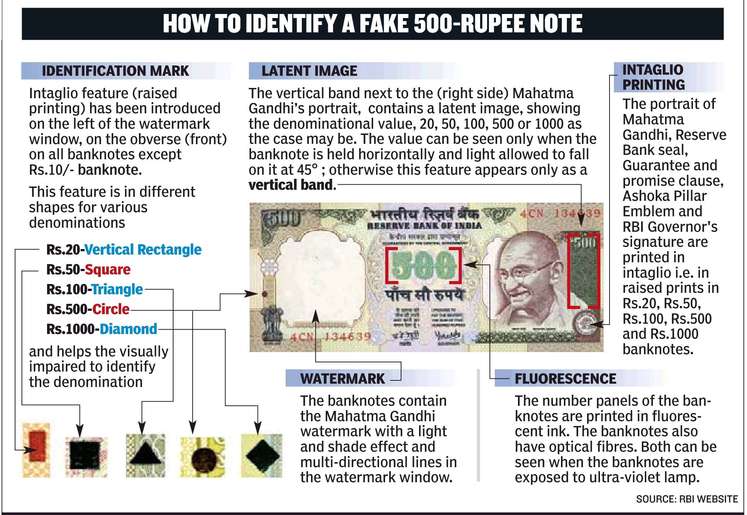 HOW TO IDENTIFY A FAKE 500-RUPEE NOTE
IDENTIFICATION MARK
Intaglio feature (raised
printing) has been introduced
on the left of the watermark
window, on the obverse (front)
on all banknotes except
Rs.10/- banknote.
This feature is in different
shapes for various
denominations
Rs.20-Vertical Rectangle
Rs.50-Square
Rs.100-Triangle
Rs.500-Circle
Rs.1000-Diamond
and helps the visually
impaired to identify
the denomination
LATENT IMAGE
The vertical band next to the (right side) Mahatma
Gandhi's portrait, contains a latent image, showing
the denominational value, 20, 50, 100, 500 or 1000 as
the case may be. The value can be seen only when the
banknote is held horizontally and light allowed to fall
on it at 45° ; otherwise this feature appears only as a
vertical band.
500
भारतीय रिज़र्व बैंक
RESERVE BANK OF INDIA
4CN 134639
500
500
पाँच सौ रुपये
4CN 134639
INTAGLIO
PRINTING
The portrait of
Mahatma
Gandhi, Reserve
Bank seal,
Guarantee and
promise clause,
Ashoka Pillar
Emblem and
RBI Governor's
signature are
printed in
intaglio i.e. in
raised prints in
Rs.20, Rs.50,
Rs.100, Rs.500
and Rs.1000
banknotes.
WATERMARK
The banknotes contain
the Mahatma Gandhi
watermark with a light
and shade effect and
multi-directional lines in
the watermark window.
FLUORESCENCE
The number panels of the ban-
knotes are printed in fluores-
cent ink. The banknotes also
have optical fibres. Both can be
seen when the banknotes are
exposed to ultra-violet lamp.
SOURCE: RBI WEBSITE